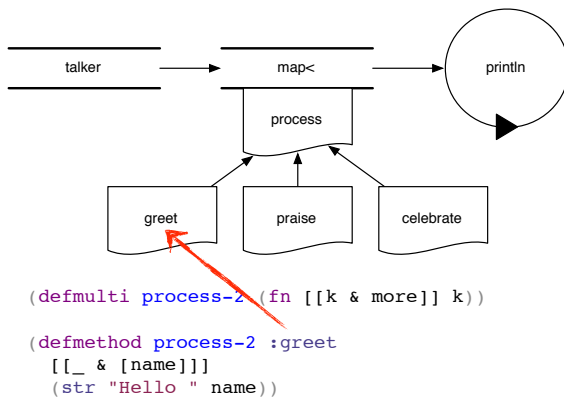 talker map< println
process
greet praise celebrate
(defmulti process-2 (fn [[k & more]] k))
(defmethod process-2 :greet
[[_ & [name]]]
(str "Hello " name))